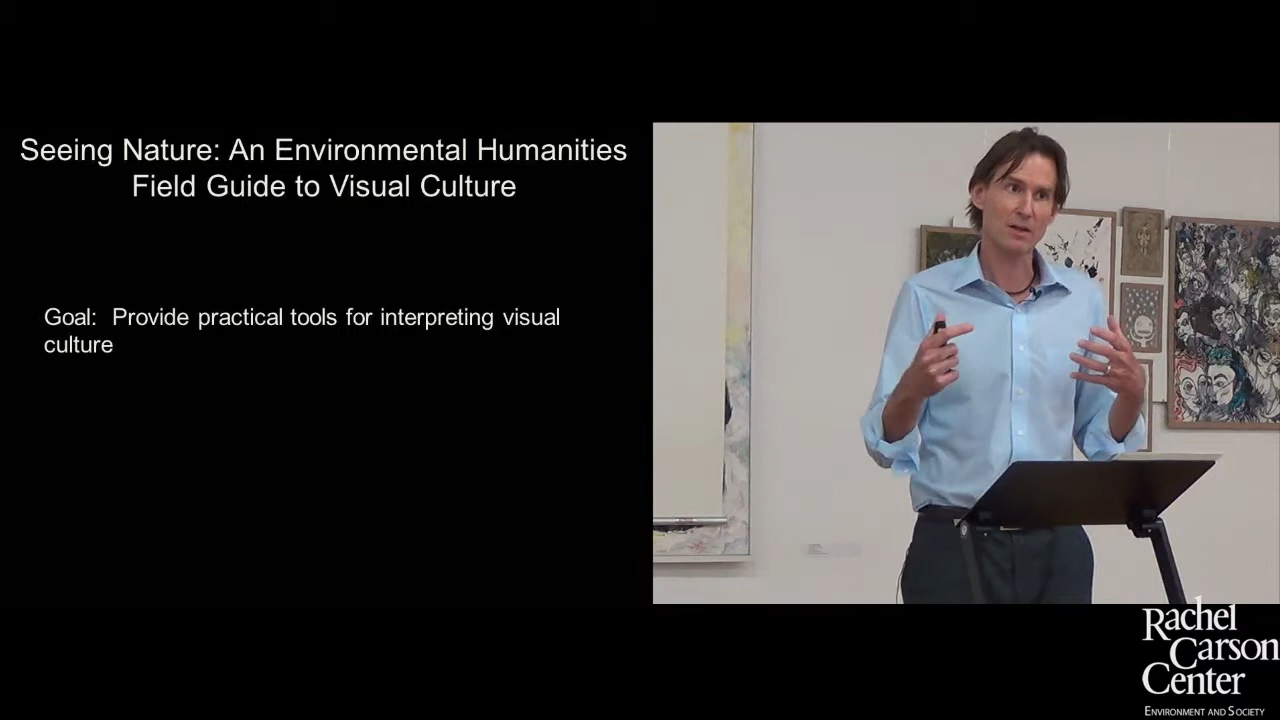 Seeing Nature: An Environmental Humanities
Field Guide to Visual Culture
Goal:  Provide practical tools for interpreting visual
culture
Rachel
Carson
Center
ENVIRONMENT AND SOCIETY